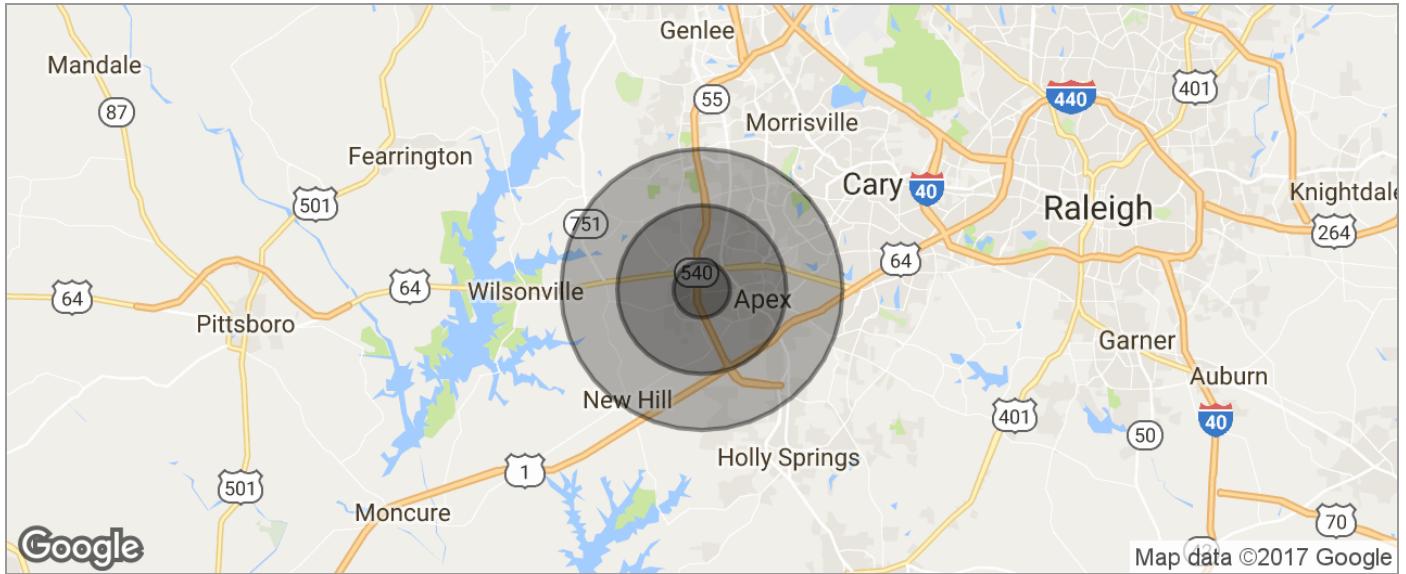 Genlee
Mandale
87
55
401
440
Morrisville
Fearrington
Cary
40
501
Raleigh
Knightdale
751
264
64
540
64
64
Wilsonville
Apex
Pittsboro
Garner
Auburn
New Hill
401
40
50
Holly Springs
1
501
Moncure
70
Google
42
Map data ©2017 Google